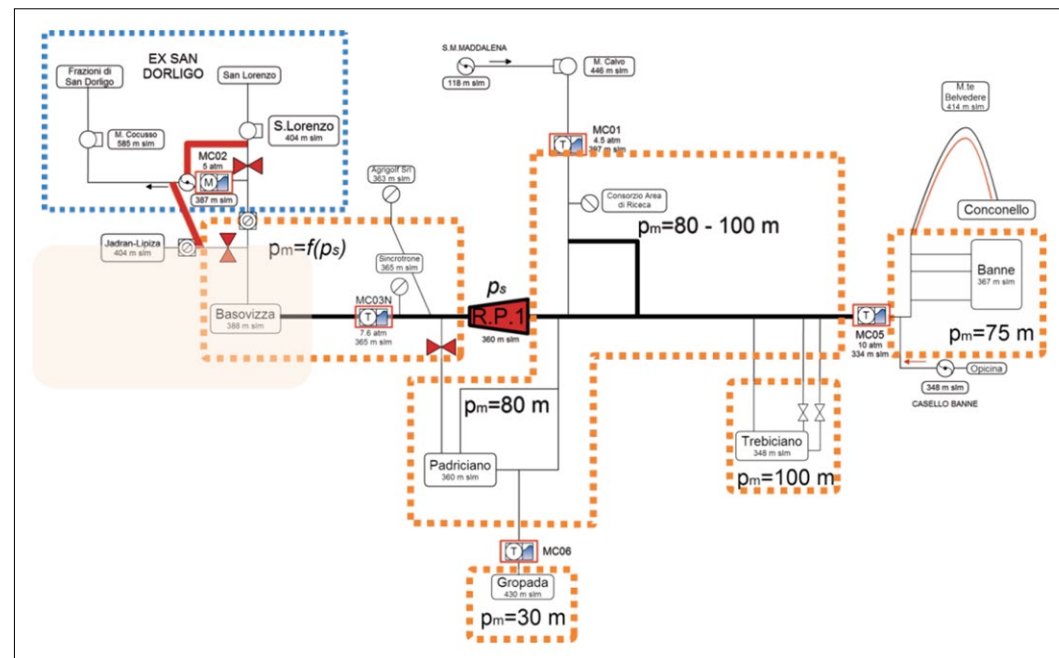 EX SAN
DORLIGO
Frazioni di
San Dorligo
San Lorenzo
M. Cocusso
585 m slm
S.Lorenzo
404 m slm
MC02
5 atm
M
387 m slm
Jadran-Lipiza
404 m slm
pm=f(ps)
Basovizza
388 m slm
MC03N
T
7.6 atm
365 m slm
Agrigolf Srl
363 m slm
Sincrotrone
365 m slm
ps
R.P.1
360 m slm
S.M.MADDALENA
118 m slm
M. Calvo
446 m slm
MC01
T
4.5 atm
397 m slm
Consorzio Area
di Riceca
pm=80 - 100 m
M.te
Belvedere
414 m slm
Conconello
Banne
367 m slm
pm=75 m
T
MC05
10 atm
334 m slm
Opicina
348 m slm
CASELLO BANNE
pm=80 m
Padriciano
360 m slm
Trebiciano
348 m slm
pm=100 m
T
MC06
Gropada
430 m slm
pm=30 m